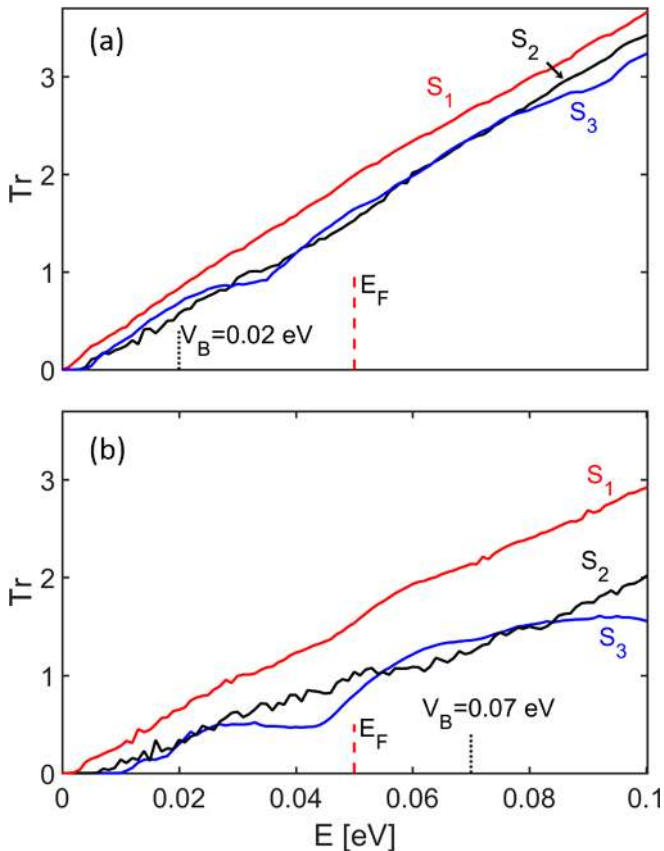 (a)
S1
S2
S3
3
2
1
0
Tr
EF
VB=0.02 eV
(b)
S1
S2
S3
3
2
1
0
Tr
VB=0.07 eV
EF
0 0.02 0.04 0.06 0.08 0.1
E [eV]